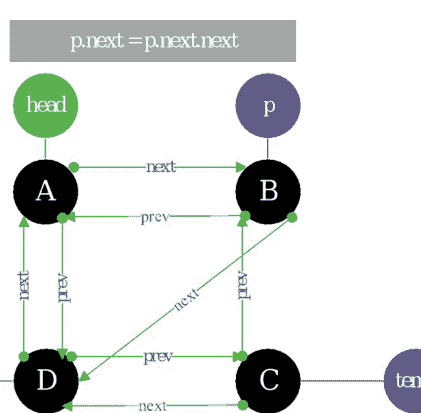 p.next = p.next.next
head
p
A
next
B
prev
next
prev
next
prev
D
prev
C
next